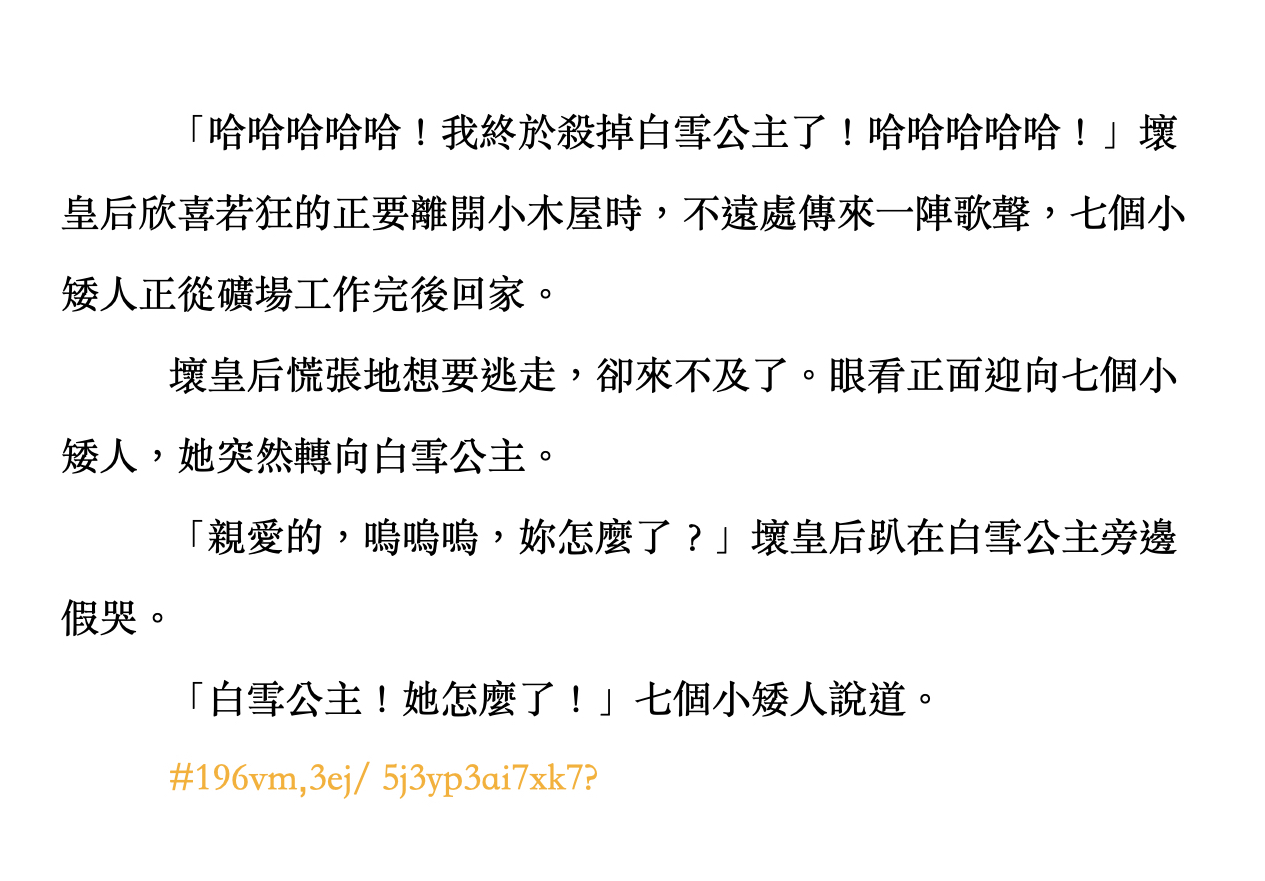 「哈哈哈哈哈！我終於殺掉白雪公主了！哈哈哈哈哈！」壞
皇后欣喜若狂的正要離開小木屋時，不遠處傳來一陣歌聲，七個小
矮人正從礦場工作完後回家。
壞皇后慌張地想要逃走，卻來不及了。眼看正面迎向七個小
矮人，她突然轉向白雪公主。
「親愛的，嗚嗚嗚，妳怎麼了？」壞皇后趴在白雪公主旁邊
假哭。
「白雪公主！她怎麼了！」七個小矮人說道。
#196vm,3ej/ 5j3yp3ai7xk7?